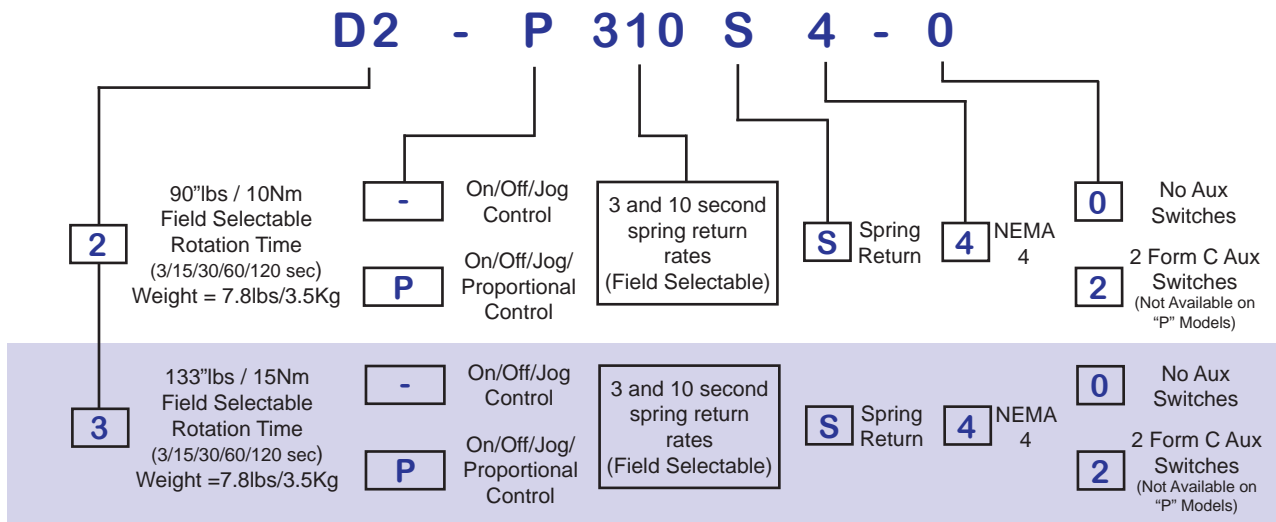 D2 - P 310 S 4 - 0
2
90"lbs / 10Nm
Field Selectable
Rotation Time
(3/15/30/60/120 sec)
Weight = 7.8lbs/3.5Kg
-
On/Off/Jog
Control
P
On/Off/Jog/
Proportional
Control
3 and 10 second
spring return
rates
(Field Selectable)
S
Spring
Return
4
NEMA
4
0
No Aux
Switches
2
2 Form C Aux
Switches
(Not Available on
"P" Models)
3
133"lbs / 15Nm
Field Selectable
Rotation Time
(3/15/30/60/120 sec)
Weight =7.8lbs/3.5Kg
-
On/Off/Jog
Control
P
On/Off/Jog/
Proportional
Control
3 and 10 second
spring return
rates
(Field Selectable)
S
Spring
Return
4
NEMA
4
0
No Aux
Switches
2
2 Form C Aux
Switches
(Not Available on
"P" Models)